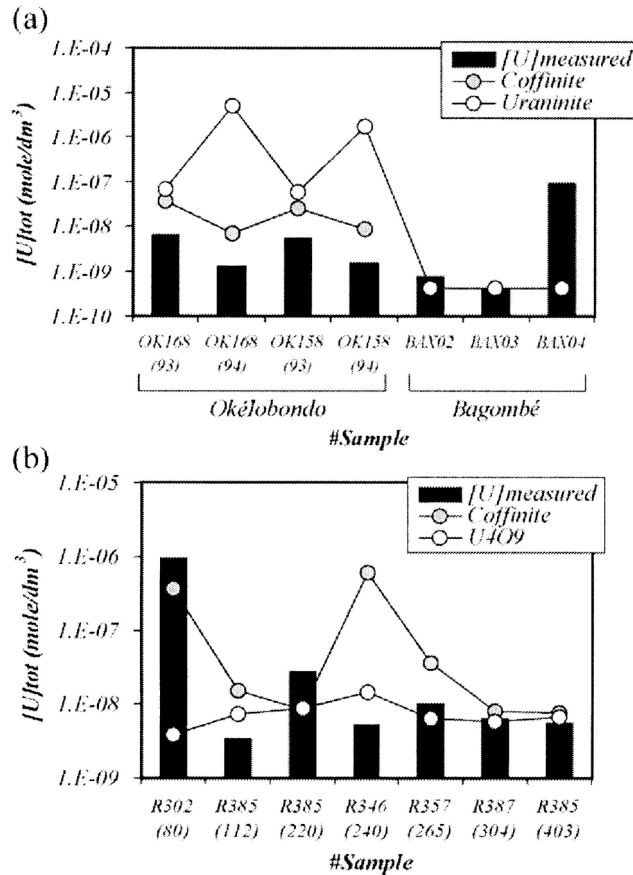 (a)
1.E-04
1.E-05
1.E-06
1.E-07
1.E-08
1.E-09
1.E-10
[U]tot (mole/dm³)
[U]measured
Coffinite
Uraninite
OK168 OK168 OK158 OK158 BAX02 BAX03 BAX04
(93) (94) (93) (94)
Okélobondo Bagombé
#Sample
(b)
1.E-05
1.E-06
1.E-07
1.E-08
1.E-09
[U]tot (mole/dm³)
[U]measured
Coffinite
U4O9
R302 R385 R385 R346 R357 R387 R385
(80) (112) (220) (240) (265) (304) (403)
#Sample